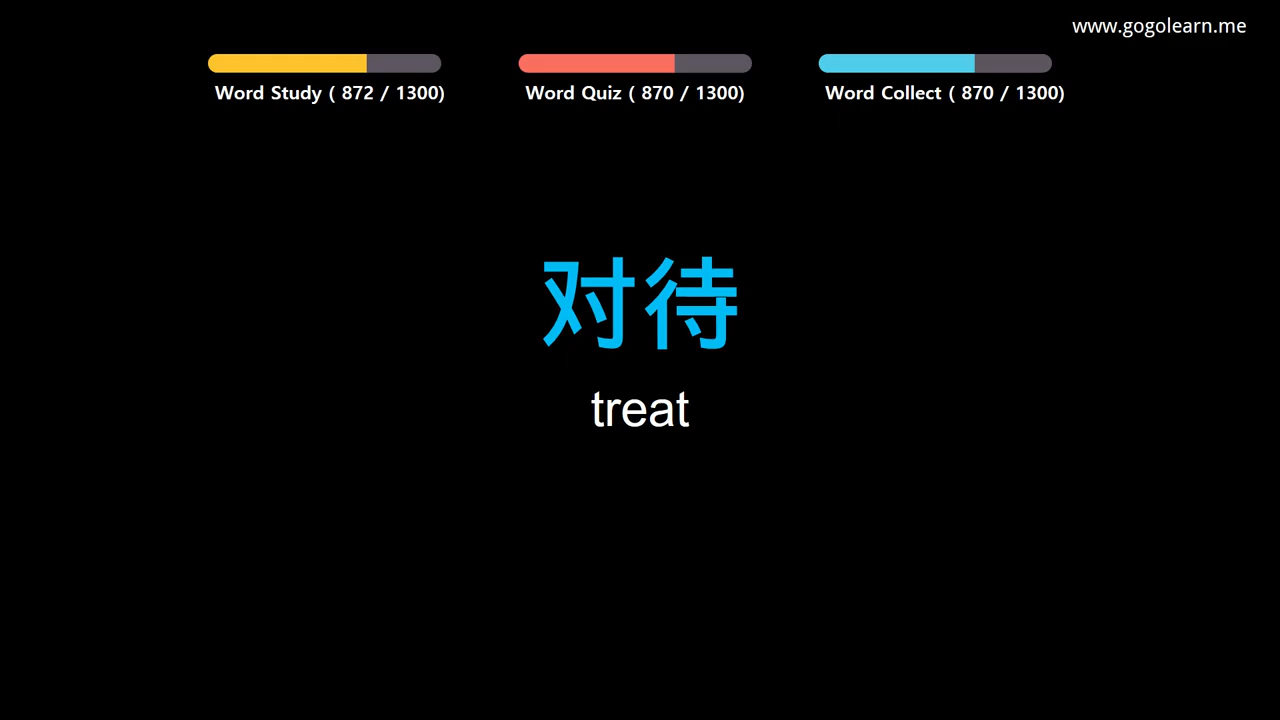 www.gogolearn.me
Word Study ( 872 / 1300)
Word Quiz ( 870 / 1300)
Word Collect ( 870 / 1300)
对待
treat